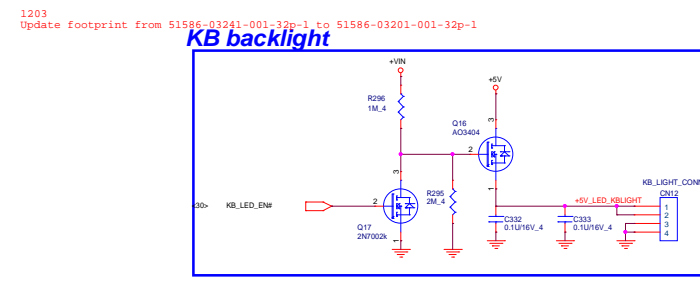 1203
Update footprint from 51586-03241-001-32p-l to 51586-03201-001-32p-l
KB backlight
+VIN
+5V
R296
1M_4
Q16
AO3404
3
2
1
KB_LIGHT_CONN
CN12
<30> KB_LED_EN#
2
3
1
Q17
2N7002k
R295
2M_4
+5V_LED_KBLIGHT
C332
0.1U/16V_4
C333
0.1U/16V_4
1
2
3
4